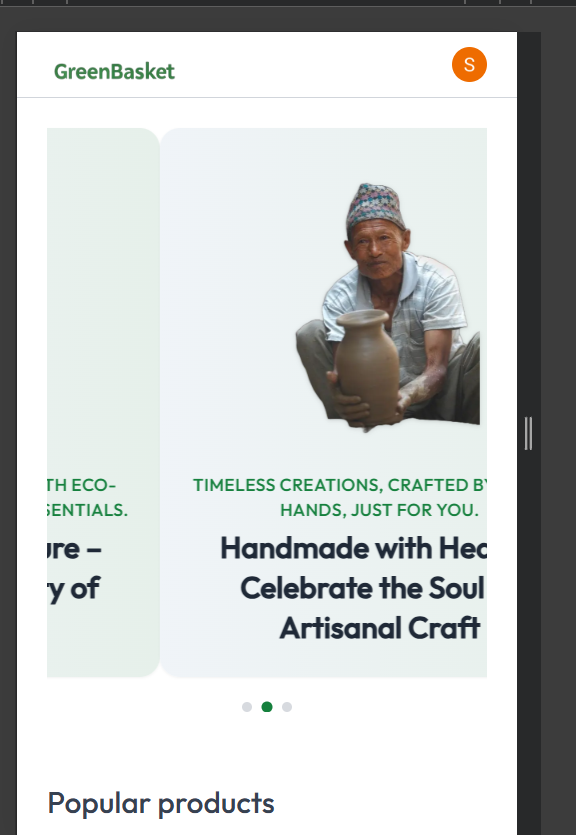 GreenBasket
S
TH ECO-
SENTIALS.
ure –
ry of
TIMELESS CREATIONS, CRAFTED BY
HANDS, JUST FOR YOU.
Handmade with Hea
Celebrate the Soul
Artisanal Craft
Popular products